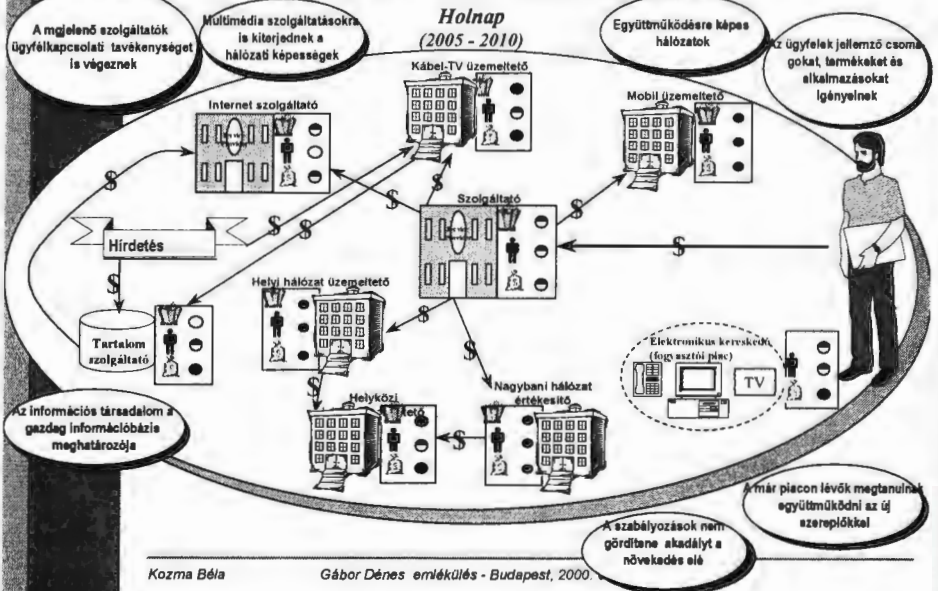 Holnap
(2005 - 2010)
A mgjelenő szolgáltatók
ügyfélkapcsolati tavékenységet
is végeznek
Multimédia szolgáltatásokra
is kiterjednek a
hálózati képességek
Együttműködésre képes
hálózatok
Az ügyfelek jellemző csoma
gokat, termékeket és
alkalmazásokat
igényelnek
Kábel-TV üzemeltető
Internet szolgáltató
Mobil üzemeltető
$
$
$
$
$
$
Szolgáltató
$
Hírdetés
$
Helyi hálózat üzemeltető
$
$
Tartalom
szolgáltató
$
Elektronikus kereskedő
(fogyasztói piac)
TV
Nagybani hálózat
értékesítő
$
Helyközi
$
Az információs társadalom a
gazdag információbázis
meghatározója
A már piacon lévők megtanulnak
együttműködni az új
szereplőkkel
A szabályozások nem
gördítene akadályt a
növekedés elé
Kozma Béla
Gábor Dénes emlékülés - Budapest, 2000.